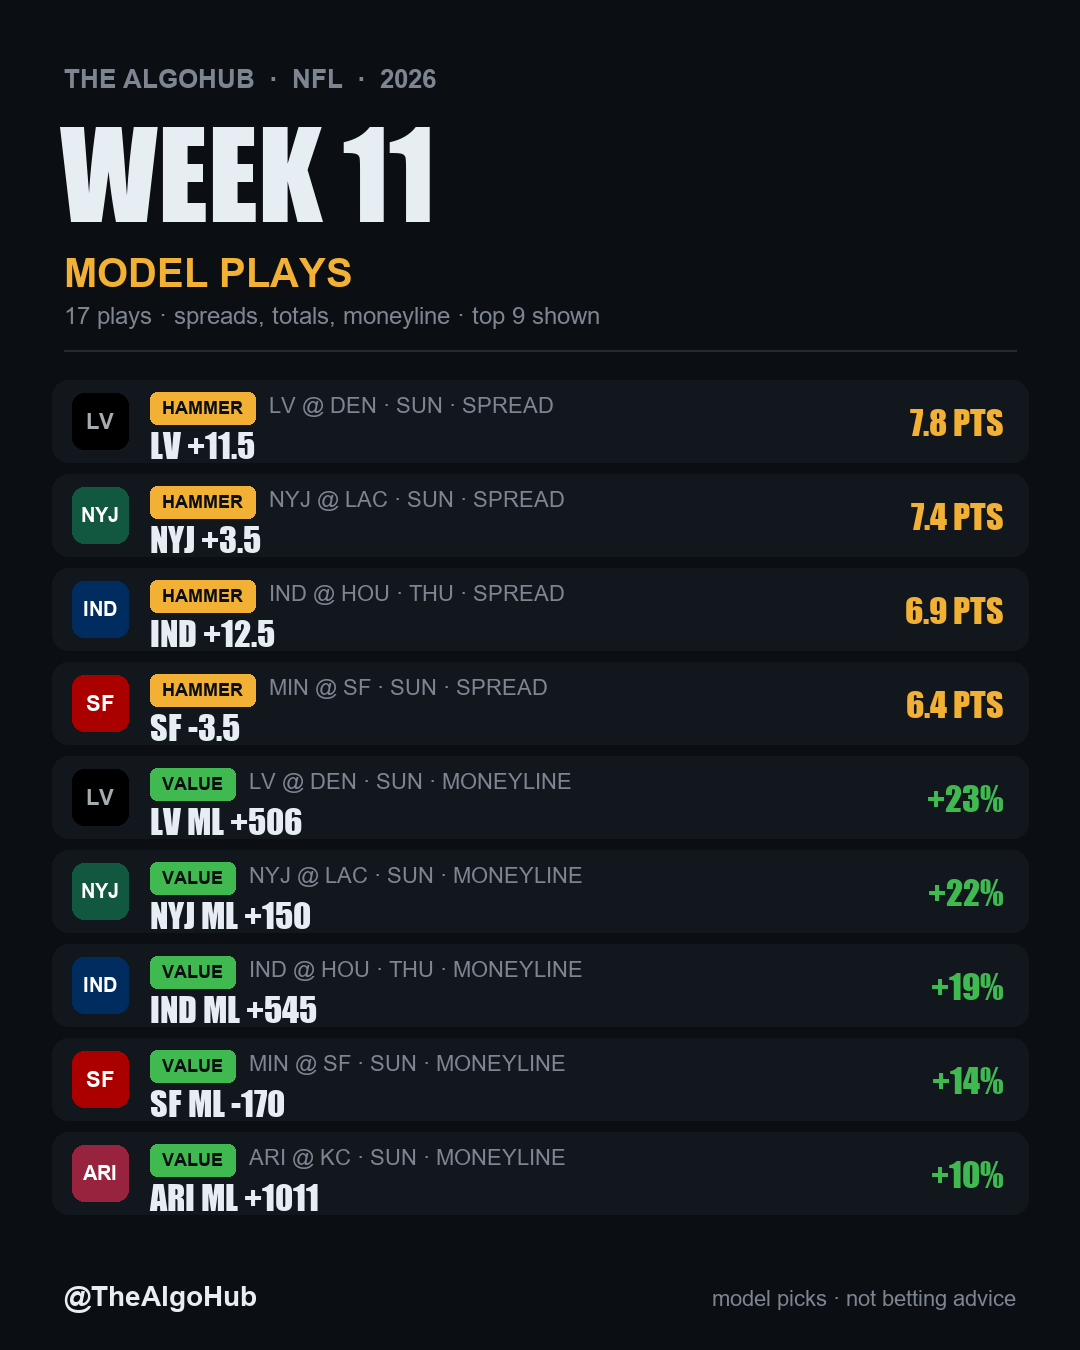 THE ALGOHUB · NFL · 2026
WEEK 11
MODEL PLAYS
17 plays · spreads, totals, moneyline · top 9 shown
LV
HAMMER LV @ DEN · SUN · SPREAD
LV +11.5
7.8 PTS
NYJ
HAMMER NYJ @ LAC · SUN · SPREAD
NYJ +3.5
7.4 PTS
IND
HAMMER IND @ HOU · THU · SPREAD
IND +12.5
6.9 PTS
SF
HAMMER MIN @ SF · SUN · SPREAD
SF -3.5
6.4 PTS
LV
VALUE LV @ DEN · SUN · MONEYLINE
LV ML +506
+23%
NYJ
VALUE NYJ @ LAC · SUN · MONEYLINE
NYJ ML +150
+22%
IND
VALUE IND @ HOU · THU · MONEYLINE
IND ML +545
+19%
SF
VALUE MIN @ SF · SUN · MONEYLINE
SF ML -170
+14%
ARI
VALUE ARI @ KC · SUN · MONEYLINE
ARI ML +1011
+10%
@TheAlgoHub
model picks · not betting advice